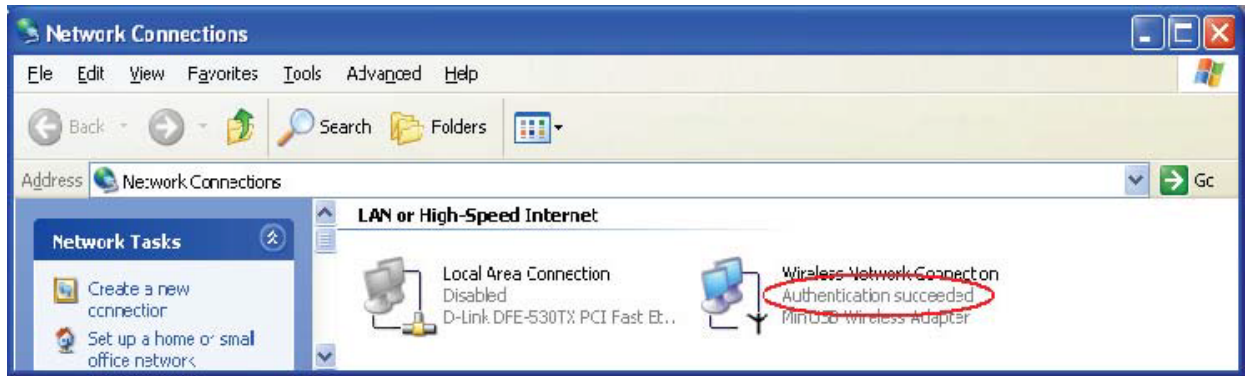 Network Connections
File Edit View Favorites Tools Advanced Help
Back Search Folders
Address Network Connections Go
LAN or High-Speed Internet
Network Tasks
Create a new
connection
Set up a home or small
office network
Local Area Connection
Disabled
D-Link DFE-530TX PCI Fast Et...
Wireless Network Connection
Authentication succeeded
MiniUSB Wireless Adapter